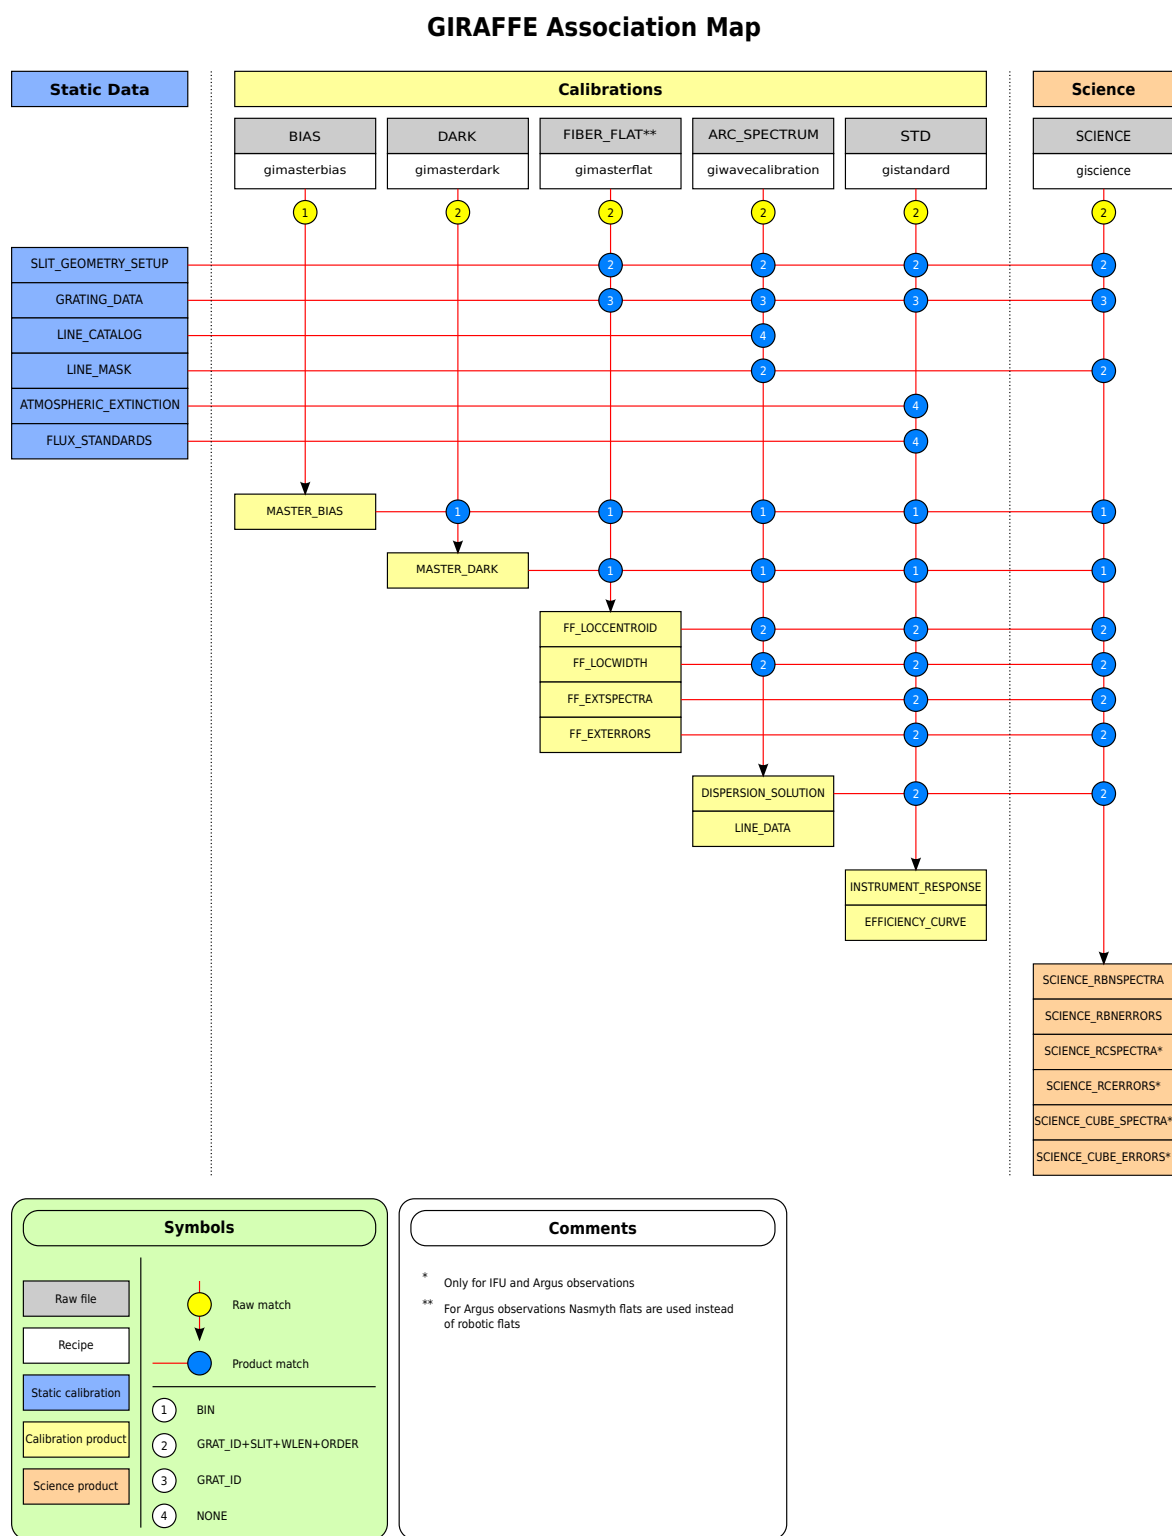 GIRAFFE Association Map
Static Data
Calibrations
Science
BIAS
DARK
FIBER_FLAT**
ARC_SPECTRUM
STD
SCIENCE
gimasterbias
gimasterdark
gimasterflat
giwavecalibration
gistandard
giscience
1
2
2
2
2
2
SLIT_GEOMETRY_SETUP
2
2
2
2
GRATING_DATA
3
3
3
3
LINE_CATALOG
4
LINE_MASK
2
2
ATMOSPHERIC_EXTINCTION
4
FLUX_STANDARDS
4
MASTER_BIAS
1
1
1
1
1
MASTER_DARK
1
1
1
1
FF_LOCCENTROID
2
2
2
FF_LOCWIDTH
2
2
2
FF_EXTSPECTRA
2
2
FF_EXTERRORS
2
2
DISPERSION_SOLUTION
2
2
LINE_DATA
INSTRUMENT_RESPONSE
EFFICIENCY_CURVE
SCIENCE_RBNSPECTRA
SCIENCE_RBNERRORS
SCIENCE_RCSPECTRA*
SCIENCE_RCERRORS*
SCIENCE_CUBE_SPECTRA*
SCIENCE_CUBE_ERRORS*
Symbols
Raw file
Recipe
Static calibration
Calibration product
Science product
Raw match
Product match
1 BIN
2 GRAT_ID+SLIT+WLEN+ORDER
3 GRAT_ID
4 NONE
Comments
* Only for IFU and Argus observations
** For Argus observations Nasmyth flats are used instead
of robotic flats